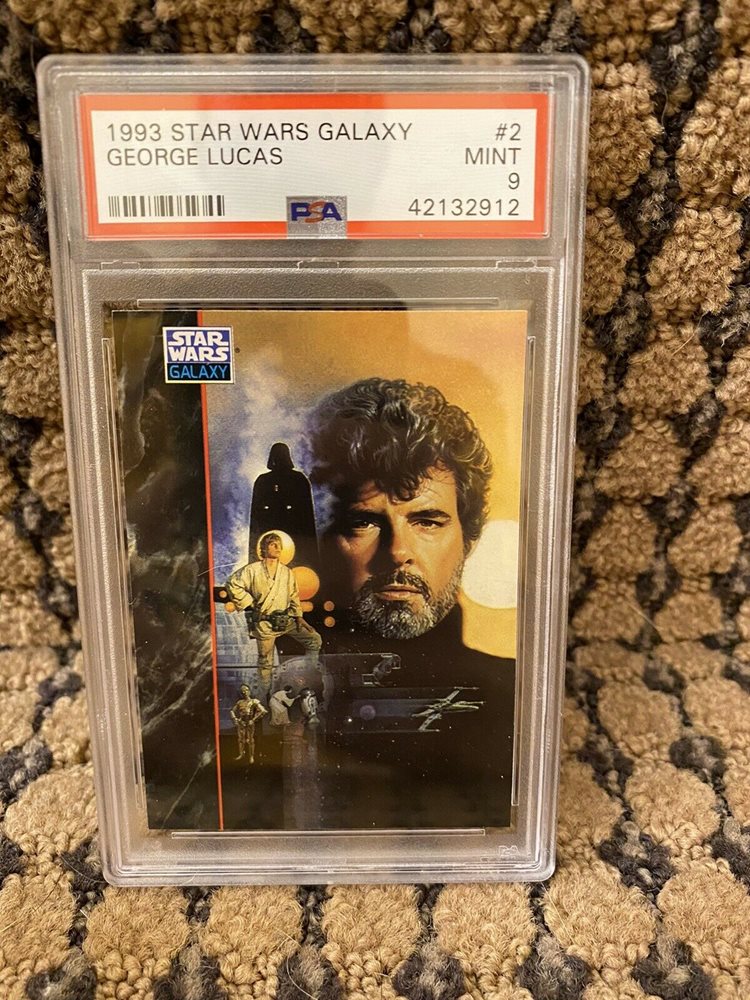 1993 STAR WARS GALAXY #2
GEORGE LUCAS MINT
9
PSA 42132912
STAR
WARS
GALAXY